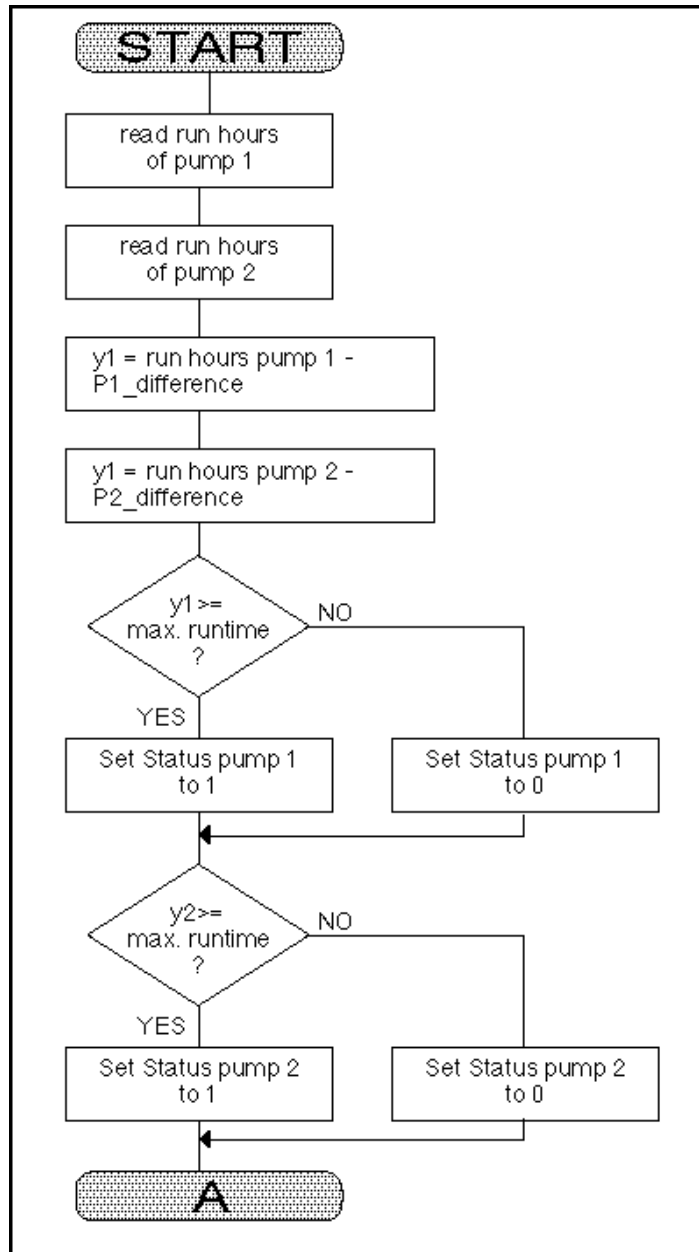 START
read run hours
of pump 1
read run hours
of pump 2
y1 = run hours pump 1 -
P1_difference
y1 = run hours pump 2 -
P2_difference
y1>=
max. runtime
?
NO
YES
Set Status pump 1
to 1
Set Status pump 1
to 0
y2>=
max. runtime
?
NO
YES
Set Status pump 2
to 1
Set Status pump 2
to 0
A